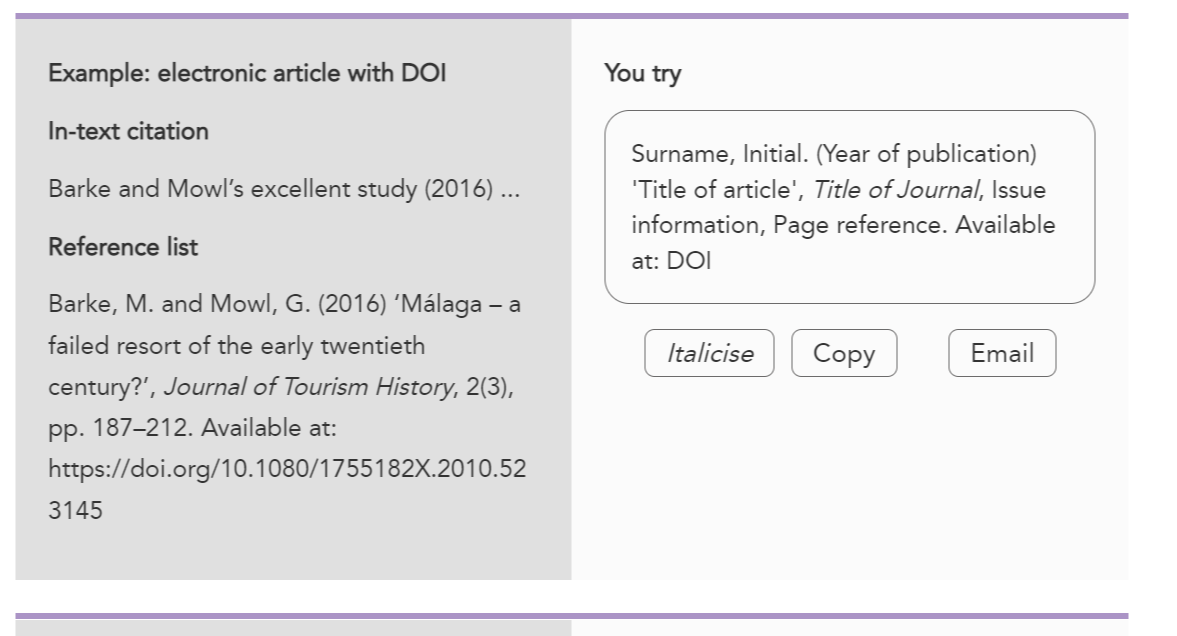 Example: electronic article with DOI
In-text citation
Barke and Mowl’s excellent study (2016) ...
Reference list
Barke, M. and Mowl, G. (2016) ‘Málaga – a
failed resort of the early twentieth
century?’, Journal of Tourism History, 2(3),
pp. 187–212. Available at:
https://doi.org/10.1080/1755182X.2010.52
3145
You try
Surname, Initial. (Year of publication)
'Title of article', Title of Journal, Issue
information, Page reference. Available
at: DOI
Italicise
Copy
Email